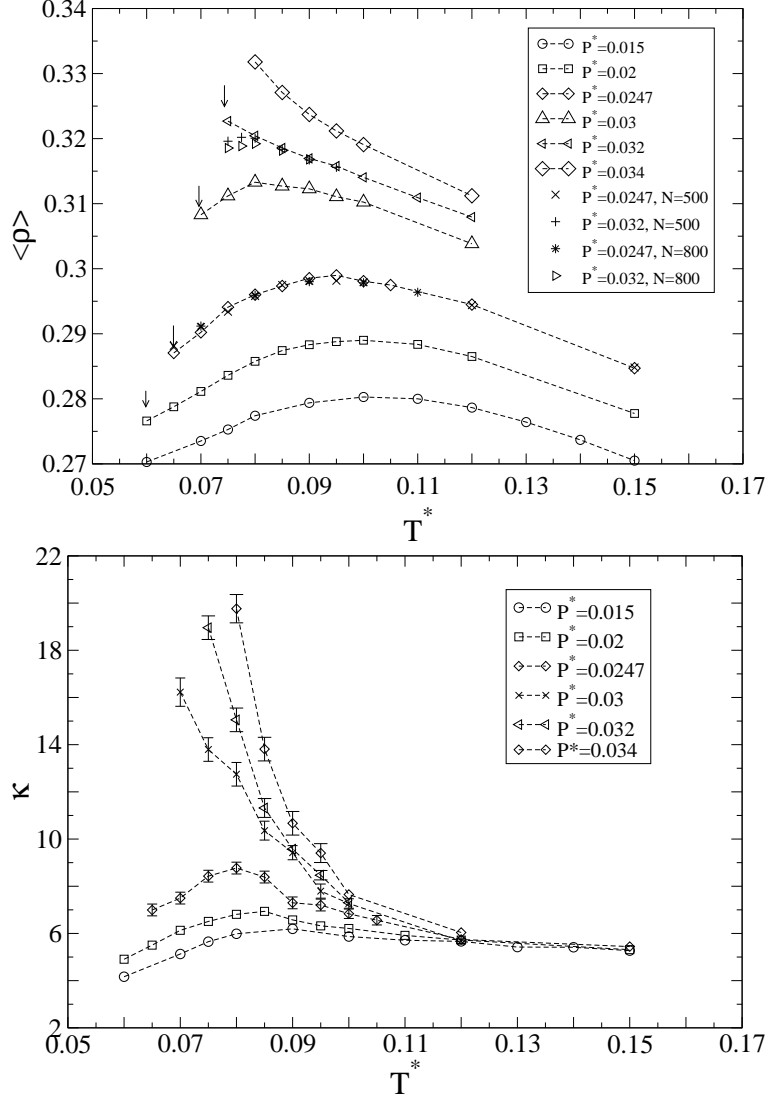 0.34
0.33
0.32
0.31
0.3
0.29
0.28
0.27
<ρ>
P*=0.015
P*=0.02
P*=0.0247
P*=0.03
P*=0.032
P*=0.034
P*=0.0247, N=500
P*=0.032, N=500
P*=0.0247, N=800
P*=0.032, N=800
0.05 0.07 0.09 0.11 0.13 0.15 0.17
T*
22
18
14
10
6
2
κ
P*=0.015
P*=0.02
P*=0.0247
P*=0.03
P*=0.032
P*=0.034
0.05 0.07 0.09 0.11 0.13 0.15 0.17
T*